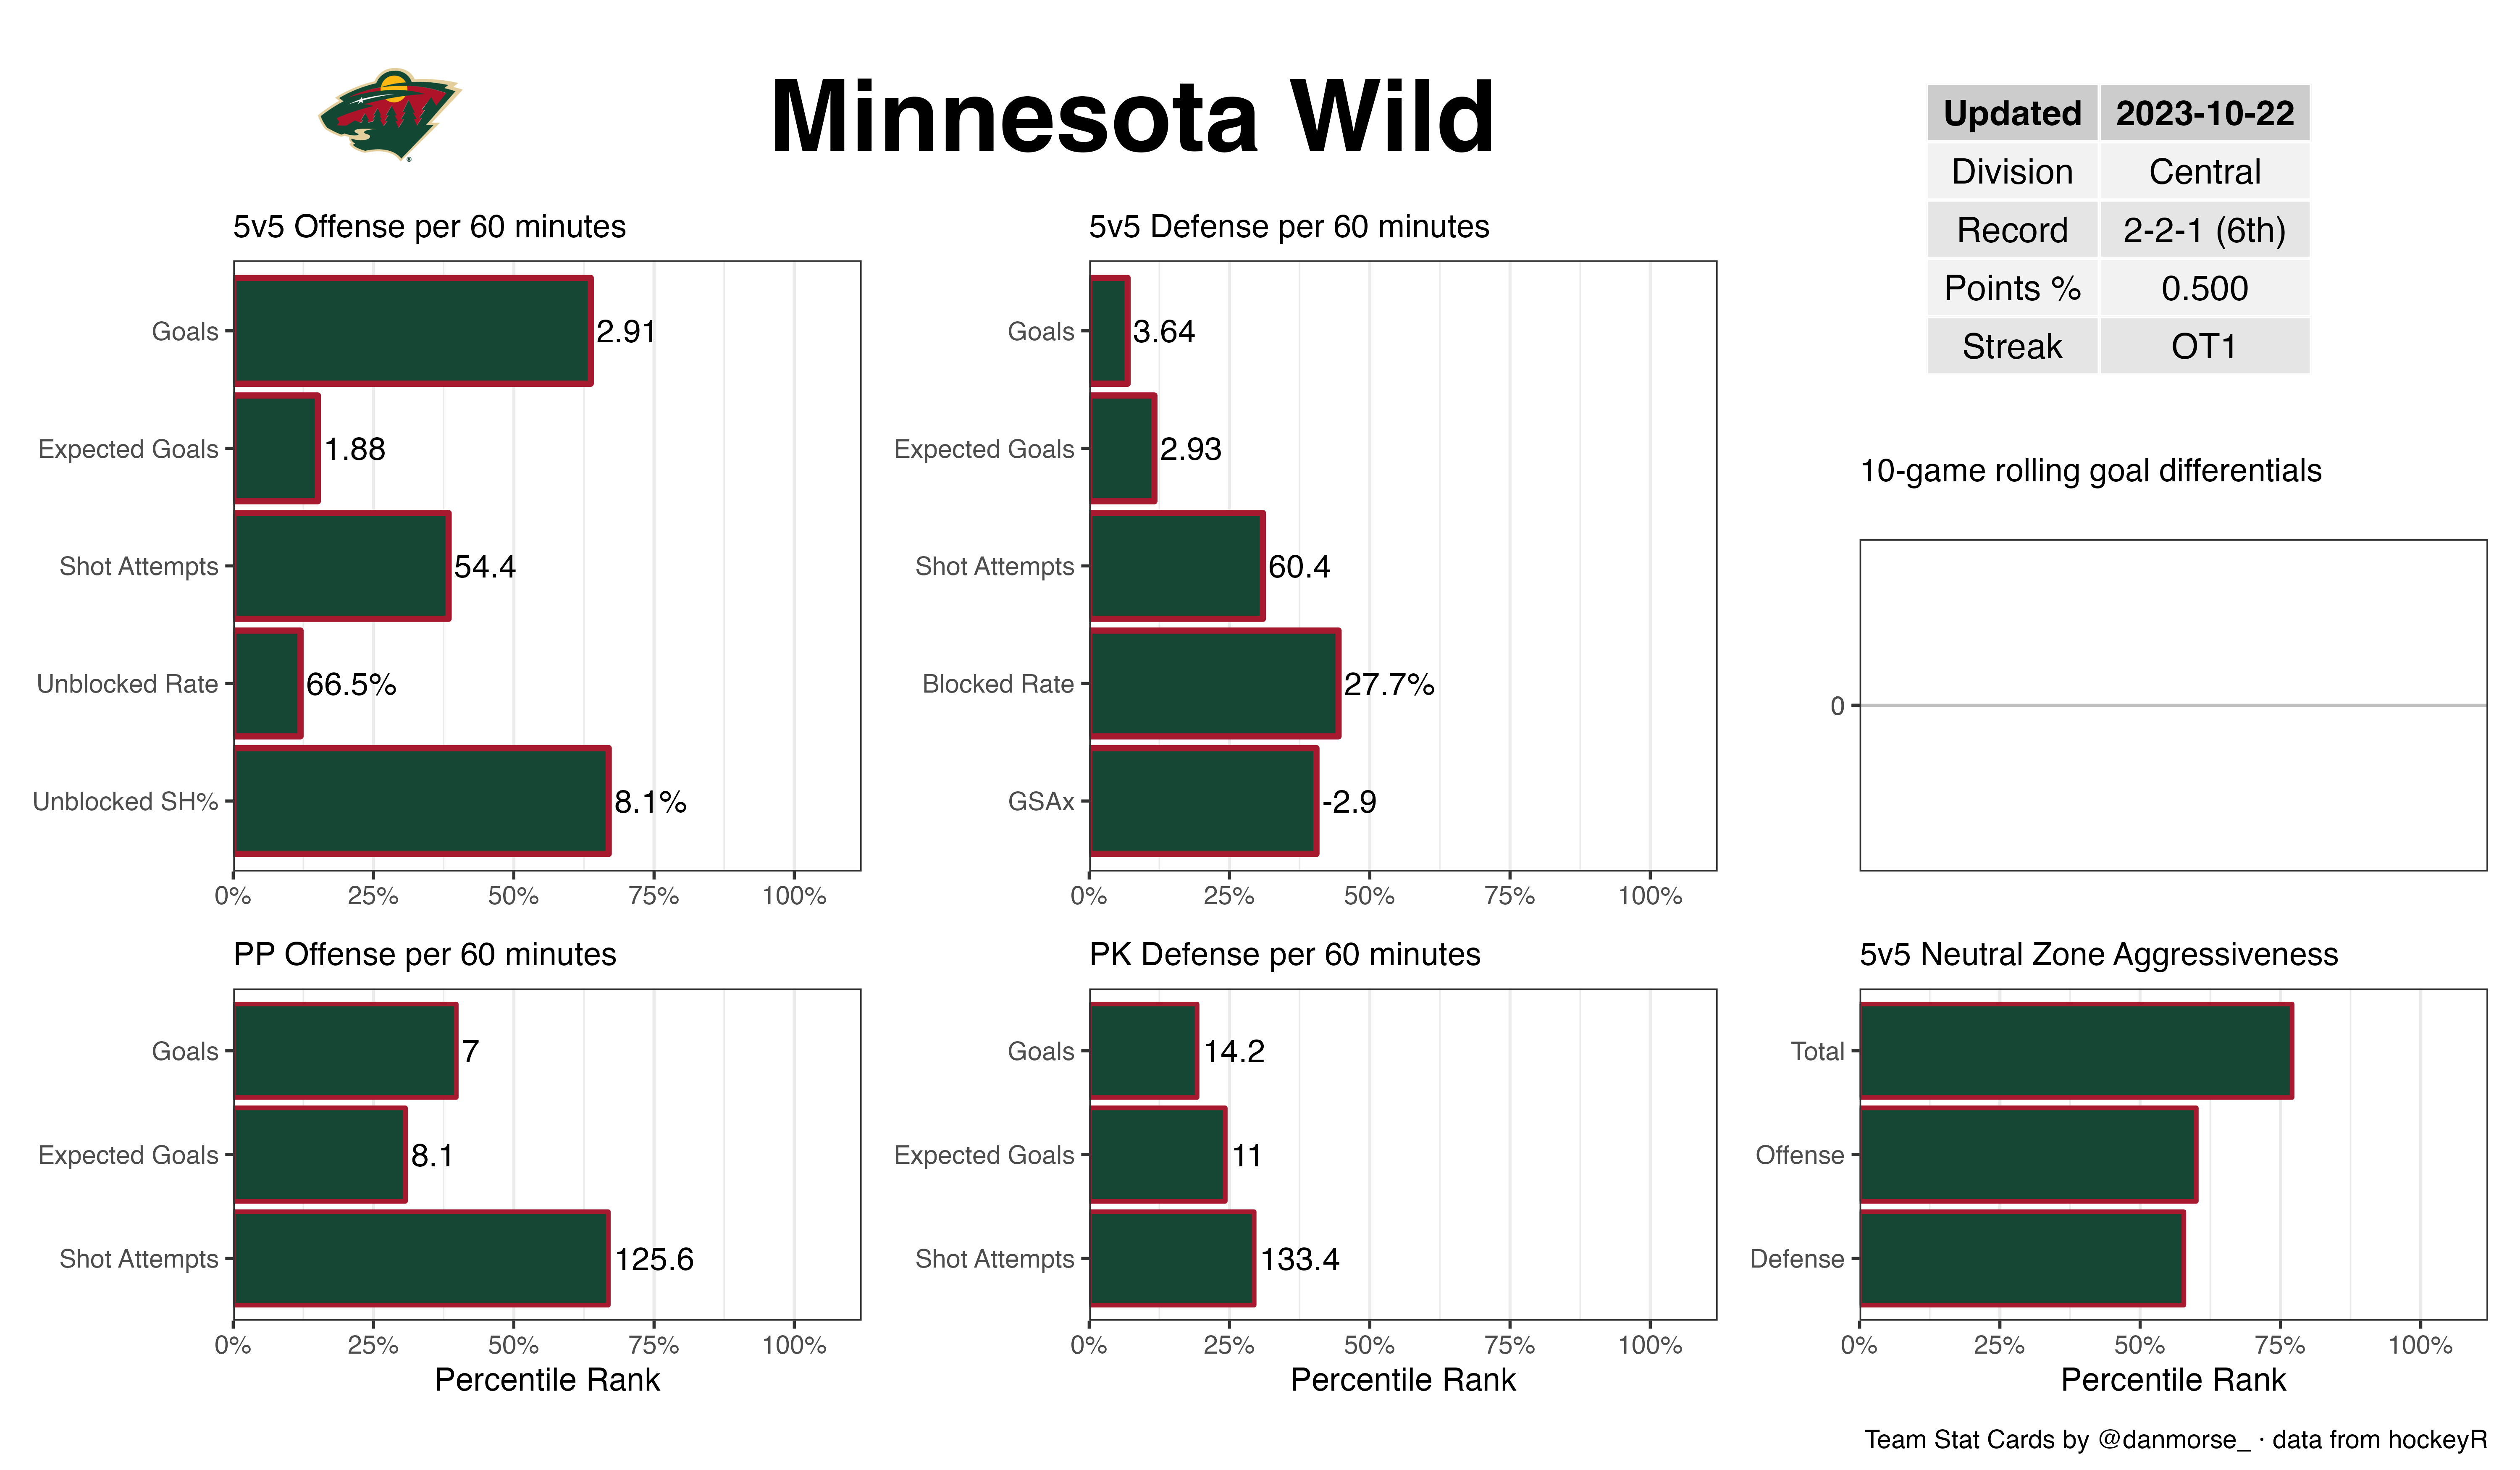 Minnesota Wild
Updated 2023-10-22
Division Central
Record 2-2-1 (6th)
Points % 0.500
Streak OT1
5v5 Offense per 60 minutes
Goals 2.91
Expected Goals 1.88
Shot Attempts 54.4
Unblocked Rate 66.5%
Unblocked SH% 8.1%
0% 25% 50% 75% 100%
5v5 Defense per 60 minutes
Goals 3.64
Expected Goals 2.93
Shot Attempts 60.4
Blocked Rate 27.7%
GSAx -2.9
0% 25% 50% 75% 100%
10-game rolling goal differentials
0
PP Offense per 60 minutes
Goals 7
Expected Goals 8.1
Shot Attempts 125.6
0% 25% 50% 75% 100%
Percentile Rank
PK Defense per 60 minutes
Goals 14.2
Expected Goals 11
Shot Attempts 133.4
0% 25% 50% 75% 100%
Percentile Rank
5v5 Neutral Zone Aggressiveness
Total
Offense
Defense
0% 25% 50% 75% 100%
Percentile Rank
Team Stat Cards by @danmorse_ · data from hockeyR